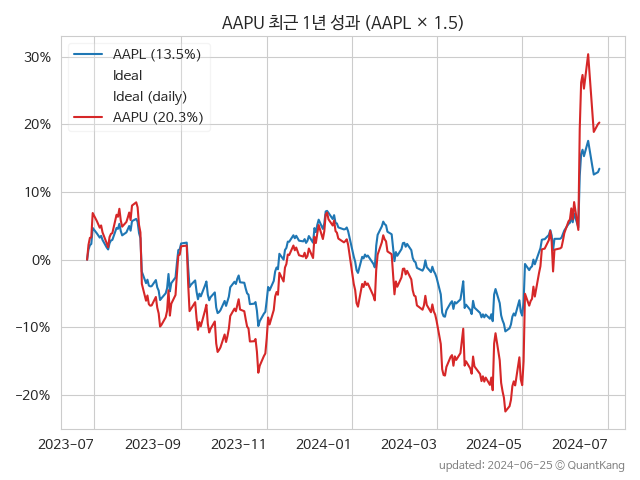 AAPU 최근 1년 성과 (AAPL × 1.5)
AAPL (13.5%)
Ideal
Ideal (daily)
AAPU (20.3%)
30%
20%
10%
0%
−10%
−20%
2023-07 2023-09 2023-11 2024-01 2024-03 2024-05 2024-07
updated: 2024-06-25 © QuantKang